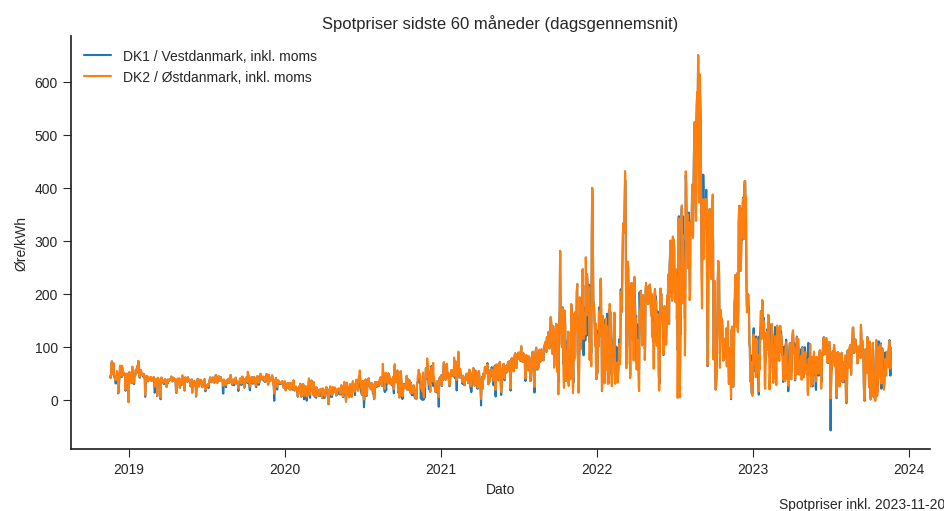 Spotpriser sidste 60 måneder (dagsgennemsnit)
DK1 / Vestdanmark, inkl. moms
DK2 / Østdanmark, inkl. moms
600
500
400
300
200
100
0
Øre/kWh
2019 2020 2021 2022 2023 2024
Dato
Spotpriser inkl. 2023-11-20